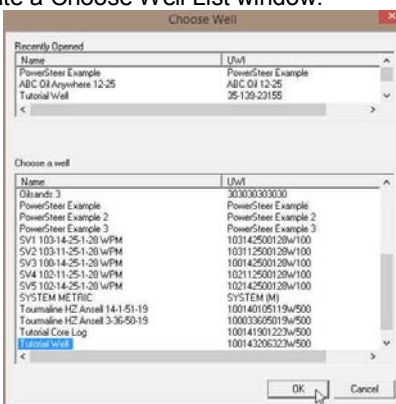 ate a Choose Well List window.
Choose Well
Recently Opened
Name UWI
PowerSteer Example PowerSteer Example
ABC Oil Anywhere 12-25 ABC Oil 12-25
Tutorial Well 35-139-23155
Choose a well
Name UWI
Oilsands 3 303030303030
PowerSteer Example PowerSteer Example
PowerSteer Example 2 PowerSteer Example 2
PowerSteer Example 3 PowerSteer Example 3
SV1 103-14-25-1-28 WPM 103142500128W100
SV2 103-11-25-1-28 WPM 103112500128W100
SV3 100-14-25-1-28 WPM 100142500128W100
SV4 102-11-25-1-28 WPM 102112500128W100
SV5 102-14-25-1-28 WPM 102142500128W100
SYSTEM METRIC SYSTEM (M)
Tourmaline HZ Ansell 14-1-51-19 100140105119W500
Tourmaline HZ Ansell 3-36-50-19 100033605019W500
Tutorial Core Log 100141901223W500
Tutorial Well 100143206323W500
OK Cancel